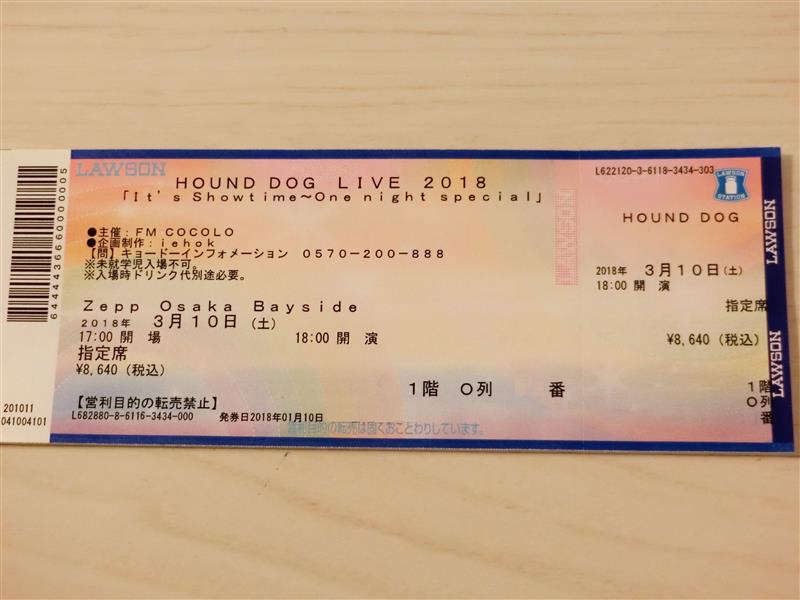 LAWSON
HOUND DOG LIVE 2018
「It's Showtime~One night special」
●主催：FM COCOLO
●企画制作：iehok
【問】キョードーインフォメーション 0570-200-888
※未就学児入場不可。
※入場時ドリンク代別途必要。
Zepp Osaka Bayside
2018年 3月10日（土）
17:00 開 場 18:00 開 演
指定席
¥8,640（税込）
1階 O列 番
【営利目的の転売禁止】
L682880-8-6116-3434-000 発券日2018年01月10日
営利目的の転売は固くおことわりしています。
64444366660000005
201011
041004101
L622120-3-6118-3434-303
LAWSON
STATION
HOUND DOG
2018年 3月10日（土）
18:00 開 演
指定席
¥8,640（税込）
1階
O列
番
LAWSON
LAWSON